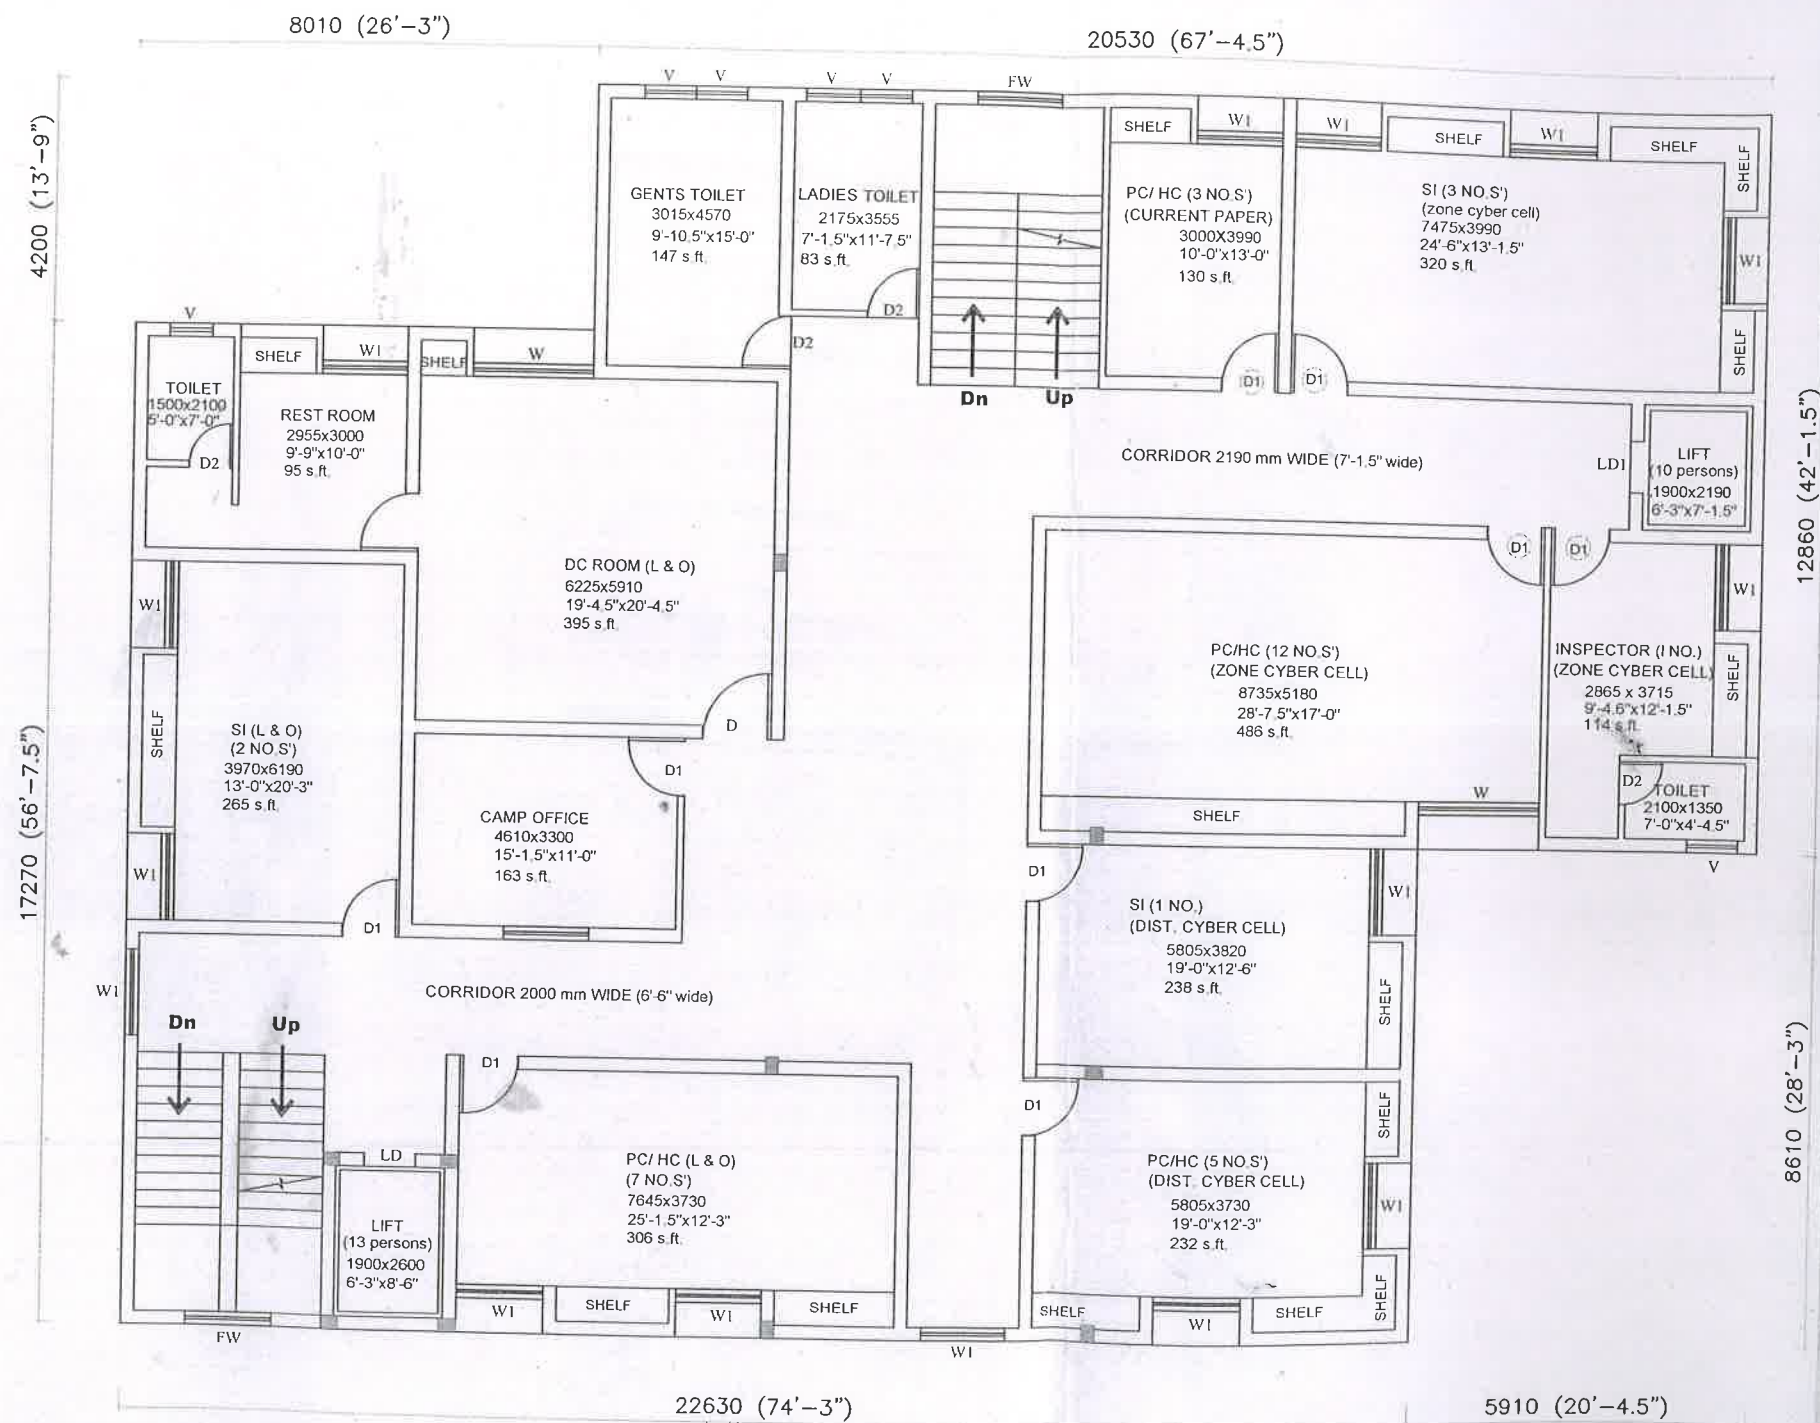 8010 (26'-3")
20530 (67'-4.5")
4200 (13'-9")
17270 (56'-7.5")
12860 (42'-1.5")
8610 (28'-3")
22630 (74'-3")
5910 (20'-4.5")
V
V
V
V
FW
GENTS TOILET
3015x4570
9'-10.5"x15'-0"
147 s.ft.
D2
LADIES TOILET
2175x3555
7'-1.5"x11'-7.5"
83 s.ft.
D2
Dn
Up
SHELF
W1
PC/ HC (3 NO.S')
(CURRENT PAPER)
3000X3990
10'-0"x13'-0"
130 s.ft.
D1
W1
SHELF
W1
SHELF
SHELF
W1
SHELF
SI (3 NO.S')
(zone cyber cell)
7475x3990
24'-6"x13'-1.5"
320 s.ft.
D1
V
TOILET
1500x2100
5'-0"x7'-0"
D2
SHELF
W1
REST ROOM
2955x3000
9'-9"x10'-0"
95 s.ft.
SHELF
W
DC ROOM (L & O)
6225x5910
19'-4.5"x20'-4.5"
395 s.ft.
D
CORRIDOR 2190 mm WIDE (7'-1.5" wide)
LD1
LIFT
(10 persons)
1900x2190
6'-3"x7'-1.5"
D1
D1
W1
SHELF
PC/HC (12 NO.S')
(ZONE CYBER CELL)
8735x5180
28'-7.5"x17'-0"
486 s.ft.
SHELF
W
INSPECTOR (I NO.)
(ZONE CYBER CELL)
2865 x 3715
9'-4.6"x12'-1.5"
114 s.ft.
D2
TOILET
2100x1350
7'-0"x4'-4.5"
V
W1
SHELF
W1
SI (L & O)
(2 NO.S')
3970x6190
13'-0"x20'-3"
265 s.ft.
D1
D1
CAMP OFFICE
4610x3300
15'-1.5"x11'-0"
163 s.ft.
D1
SI (1 NO.)
(DIST. CYBER CELL)
5805x3820
19'-0"x12'-6"
238 s.ft.
W1
SHELF
W1
CORRIDOR 2000 mm WIDE (6'-6" wide)
Dn
Up
D1
LD
LIFT
(13 persons)
1900x2600
6'-3"x8'-6"
FW
PC/ HC (L & O)
(7 NO.S')
7645x3730
25'-1.5"x12'-3"
306 s.ft.
W1
SHELF
W1
SHELF
W1
D1
PC/HC (5 NO.S')
(DIST. CYBER CELL)
5805x3730
19'-0"x12'-3"
232 s.ft.
SHELF
W1
SHELF
SHELF
W1
SHELF